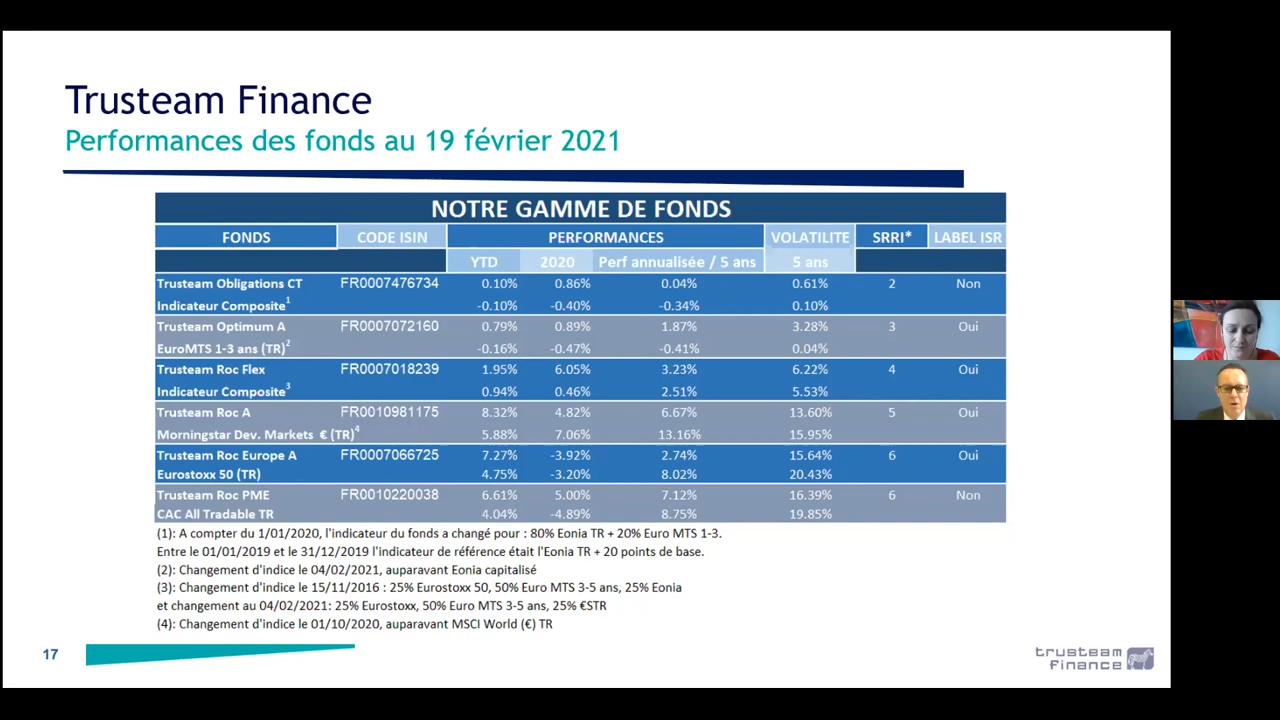 Trusteam Finance
Performances des fonds au 19 février 2021
NOTRE GAMME DE FONDS
FONDS CODE ISIN PERFORMANCES VOLATILITE SRRI* LABEL ISR
YTD 2020 Perf annualisée / 5 ans 5 ans
Trusteam Obligations CT FR0007476734 0.10% 0.86% 0.04% 0.61% 2 Non
Indicateur Composite1 -0.10% -0.40% -0.34% 0.10%
Trusteam Optimum A FR0007072160 0.79% 0.89% 1.87% 3.28% 3 Oui
EuroMTS 1-3 ans (TR)2 -0.16% -0.47% -0.41% 0.04%
Trusteam Roc Flex FR0007018239 1.95% 6.05% 3.23% 6.22% 4 Oui
Indicateur Composite3 0.94% 0.46% 2.51% 5.53%
Trusteam Roc A FR0010981175 8.32% 4.82% 6.67% 13.60% 5 Oui
Morningstar Dev. Markets € (TR)4 5.88% 7.06% 13.16% 15.95%
Trusteam Roc Europe A FR0007066725 7.27% -3.92% 2.74% 15.64% 6 Oui
Eurostoxx 50 (TR) 4.75% -3.20% 8.02% 20.43%
Trusteam Roc PME FR0010220038 6.61% 5.00% 7.12% 16.39% 6 Non
CAC All Tradable TR 4.04% -4.89% 8.75% 19.85%
(1): A compter du 1/01/2020, l'indicateur du fonds a changé pour : 80% Eonia TR + 20% Euro MTS 1-3.
Entre le 01/01/2019 et le 31/12/2019 l'indicateur de référence était l'Eonia TR + 20 points de base.
(2): Changement d'indice le 04/02/2021, auparavant Eonia capitalisé
(3): Changement d'indice le 15/11/2016 : 25% Eurostoxx 50, 50% Euro MTS 3-5 ans, 25% Eonia
et changement au 04/02/2021: 25% Eurostoxx, 50% Euro MTS 3-5 ans, 25% €STR
(4): Changement d'indice le 01/10/2020, auparavant MSCI World (€) TR
17
trusteam
finance